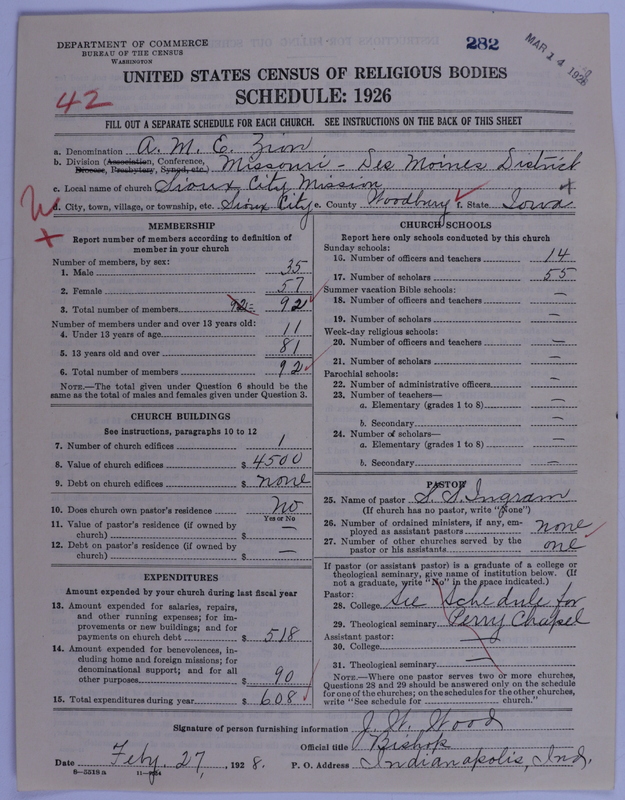 DEPARTMENT OF COMMERCE
BUREAU OF THE CENSUS
WASHINGTON
282
MAR 14 1928
UNITED STATES CENSUS OF RELIGIOUS BODIES
SCHEDULE: 1926
42
FILL OUT A SEPARATE SCHEDULE FOR EACH CHURCH. SEE INSTRUCTIONS ON THE BACK OF THIS SHEET
a. Denomination A. M. E. Zion
b. Division (Association, Conference, Diocese, Presbytery, Synod, etc.) Missouri - Des Moines District
c. Local name of church Sioux City Mission
d. City, town, village, or township, etc. Sioux City e. County Woodbury f. State Iowa
MEMBERSHIP
Report number of members according to definition of
member in your church
Number of members, by sex:
1. Male 35
2. Female 57
3. Total number of members 92 = 92
Number of members under and over 13 years old:
4. Under 13 years of age 11
5. 13 years old and over 81
6. Total number of members 92
NOTE.—The total given under Question 6 should be the
same as the total of males and females given under Question 3.
CHURCH BUILDINGS
See instructions, paragraphs 10 to 12
7. Number of church edifices 1
8. Value of church edifices $ 4500
9. Debt on church edifices $ none
10. Does church own pastor's residence No
Yes or No
11. Value of pastor's residence (if owned by
church) $ —
12. Debt on pastor's residence (if owned by
church) $ —
EXPENDITURES
Amount expended by your church during last fiscal year
13. Amount expended for salaries, repairs,
and other running expenses; for im-
provements or new buildings; and for
payments on church debt $ 518
14. Amount expended for benevolences, in-
cluding home and foreign missions; for
denominational support; and for all
other purposes $ 90
15. Total expenditures during year $ 608
CHURCH SCHOOLS
Report here only schools conducted by this church
Sunday schools:
16. Number of officers and teachers 14
17. Number of scholars 55
Summer vacation Bible schools:
18. Number of officers and teachers —
19. Number of scholars —
Week-day religious schools:
20. Number of officers and teachers —
21. Number of scholars —
Parochial schools:
22. Number of administrative officers —
23. Number of teachers—
a. Elementary (grades 1 to 8) —
b. Secondary —
24. Number of scholars—
a. Elementary (grades 1 to 8) —
b. Secondary —
PASTOR
25. Name of pastor S. S. Ingram
(If church has no pastor, write "None")
26. Number of ordained ministers, if any, em-
ployed as assistant pastors none
27. Number of other churches served by the
pastor or his assistants one
If pastor (or assistant pastor) is a graduate of a college or
theological seminary, give name of institution below. (If
not a graduate, write "No" in the space indicated.)
Pastor:
28. College See Schedule for
29. Theological seminary Perry Chapel
Assistant pastor:
30. College —
31. Theological seminary —
NOTE.—Where one pastor serves two or more churches,
Questions 28 and 29 should be answered only on the schedule
for one of the churches; on the schedules for the other churches,
write "See schedule for church."
Signature of person furnishing information J. W. Wood
Official title Bishop
Date Feby. 27, 1928. P. O. Address Indianapolis, Ind.
8—5518a